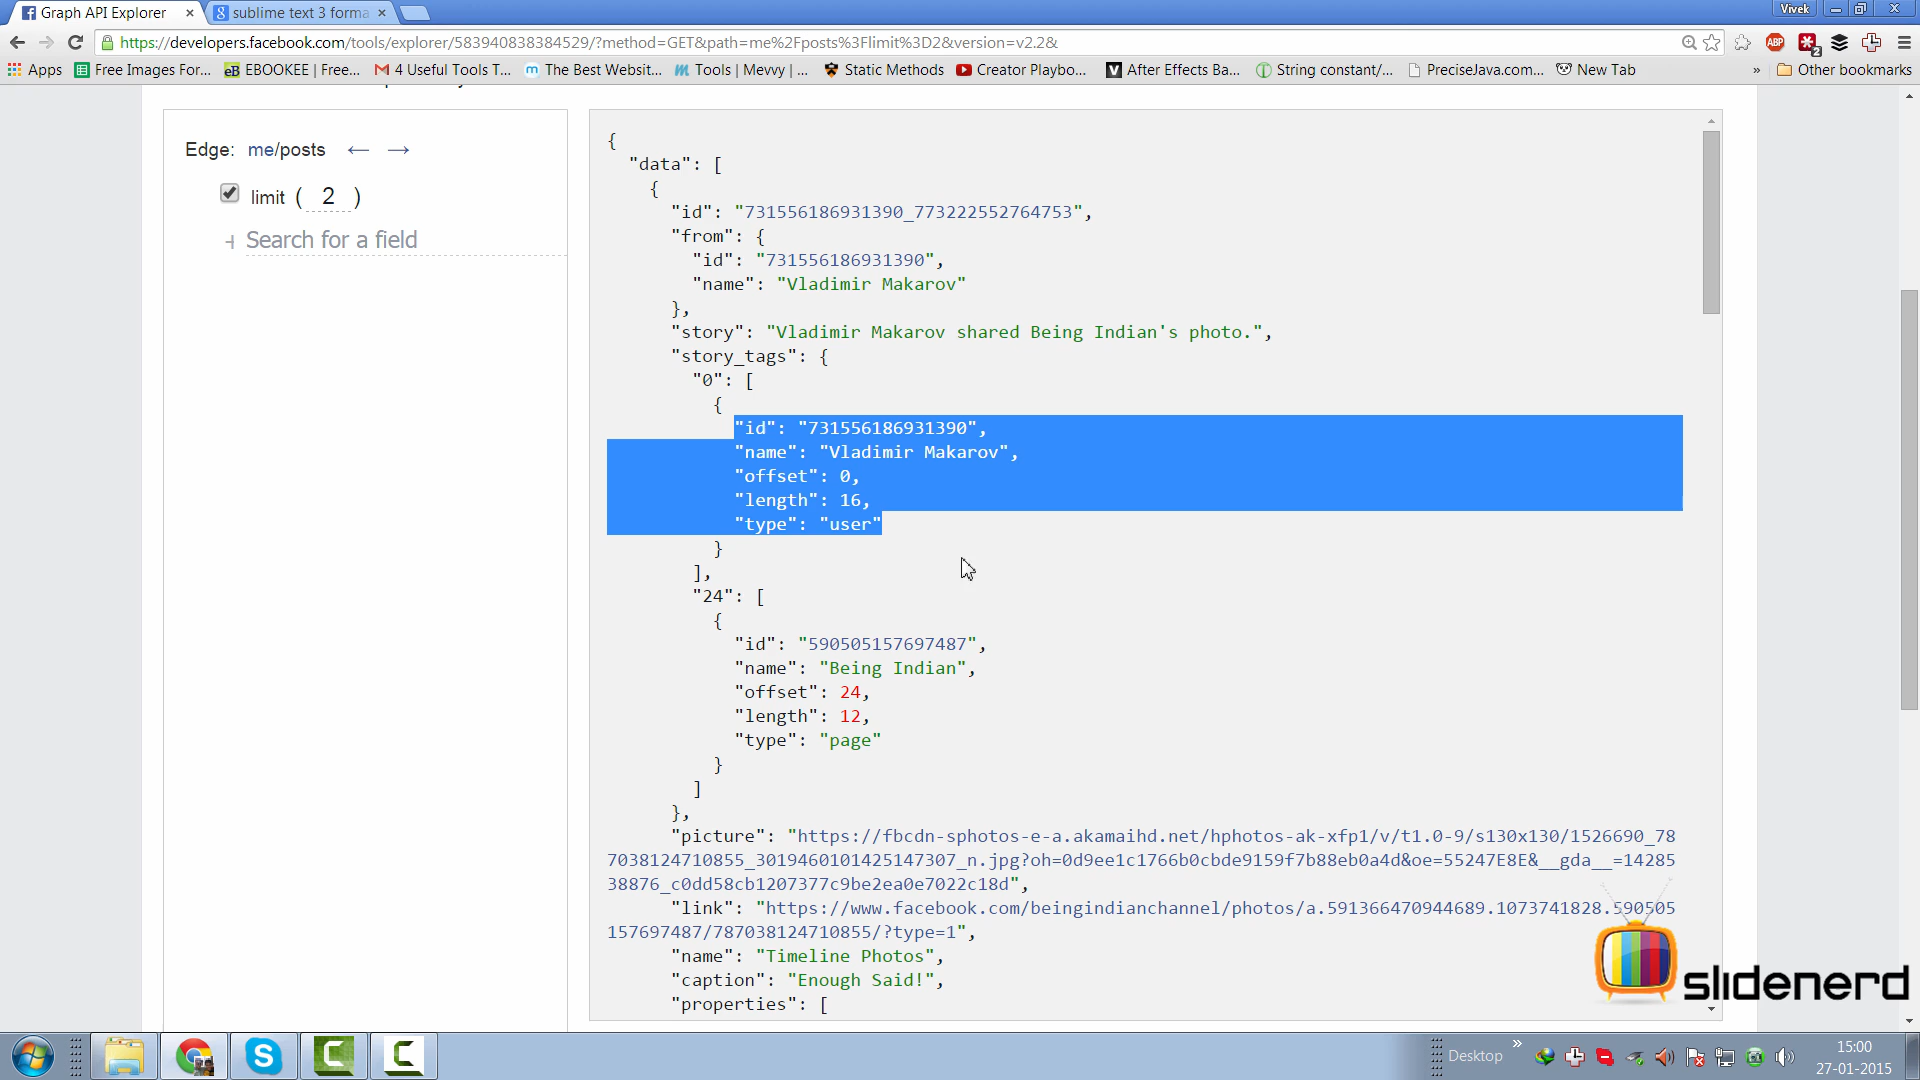 Graph API Explorer
sublime text 3 forma
Vivek
https://developers.facebook.com/tools/explorer/583940838384529/?method=GET&path=me%2Fposts%3Flimit%3D2&version=v2.2&
Apps
Free Images For...
EBOOKEE | Free...
4 Useful Tools T...
The Best Websit...
Tools | Mevvy | ...
Static Methods
Creator Playbo...
After Effects Ba...
String constant/...
PreciseJava.com...
New Tab
»
Other bookmarks
Edge: me/posts ← →
limit ( 2 )
Search for a field
{
"data": [
{
"id": "731556186931390_773222552764753",
"from": {
"id": "731556186931390",
"name": "Vladimir Makarov"
},
"story": "Vladimir Makarov shared Being Indian's photo.",
"story_tags": {
"0": [
{
"id": "731556186931390",
"name": "Vladimir Makarov",
"offset": 0,
"length": 16,
"type": "user"
}
],
"24": [
{
"id": "590505157697487",
"name": "Being Indian",
"offset": 24,
"length": 12,
"type": "page"
}
]
},
"picture": "https://fbcdn-sphotos-e-a.akamaihd.net/hphotos-ak-xfp1/v/t1.0-9/s130x130/1526690_78
7038124710855_3019460101425147307_n.jpg?oh=0d9ee1c1766b0cbde9159f7b88eb0a4d&oe=55247E8E&__gda__=14285
38876_c0dd58cb1207377c9be2ea0e7022c18d",
"link": "https://www.facebook.com/beingindianchannel/photos/a.591366470944689.1073741828.590505
157697487/787038124710855/?type=1",
"name": "Timeline Photos",
"caption": "Enough Said!",
"properties": [
slidenerd
Desktop
»
15:00
27-01-2015